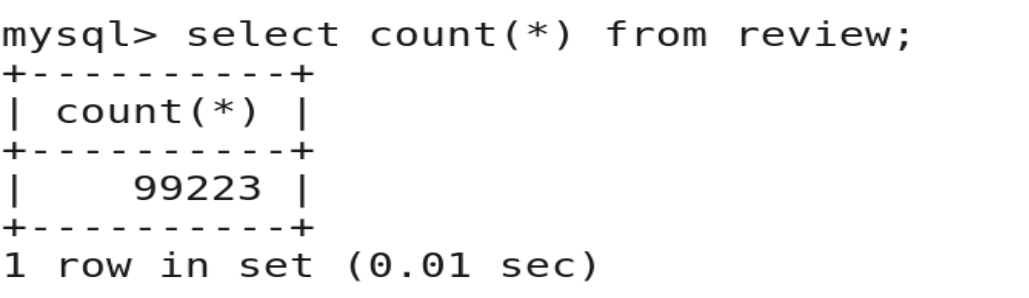 mysql> select count(*) from review;
+----------+
| count(*) |
+----------+
|    99223 |
+----------+
1 row in set (0.01 sec)